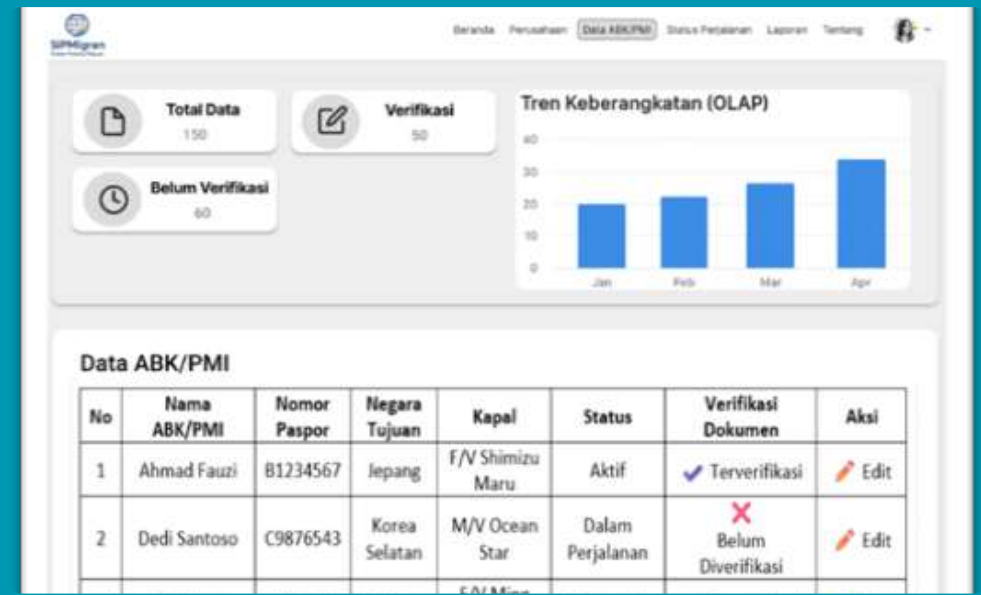 SIPMigran
Beranda Perusahaan Data ABK/PMI Status Perjalanan Laporan Tentang
Total Data
150
Verifikasi
50
Belum Verifikasi
60
Tren Keberangkatan (OLAP)
40
30
20
10
0
Jan Feb Mar Apr
Data ABK/PMI
No Nama ABK/PMI Nomor Paspor Negara Tujuan Kapal Status Verifikasi Dokumen Aksi
1 Ahmad Fauzi B1234567 Jepang F/V Shimizu Maru Aktif Terverifikasi Edit
2 Dedi Santoso C9876543 Korea Selatan M/V Ocean Star Dalam Perjalanan Belum Diverifikasi Edit